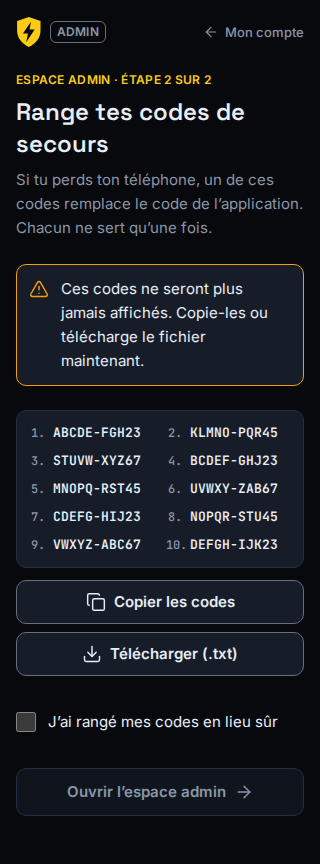 ADMIN
← Mon compte
ESPACE ADMIN · ÉTAPE 2 SUR 2
Range tes codes de
secours
Si tu perds ton téléphone, un de ces
codes remplace le code de l’application.
Chacun ne sert qu’une fois.
Ces codes ne seront plus
jamais affichés. Copie-les ou
télécharge le fichier
maintenant.
1. ABCDE-FGH23 2. KLMNO-PQR45
3. STUVW-XYZ67 4. BCDEF-GHJ23
5. MNOPQ-RST45 6. UVWXY-ZAB67
7. CDEFG-HIJ23 8. NOPQR-STU45
9. VWXYZ-ABC67 10. DEFGH-IJK23
Copier les codes
Télécharger (.txt)
J’ai rangé mes codes en lieu sûr
Ouvrir l’espace admin →